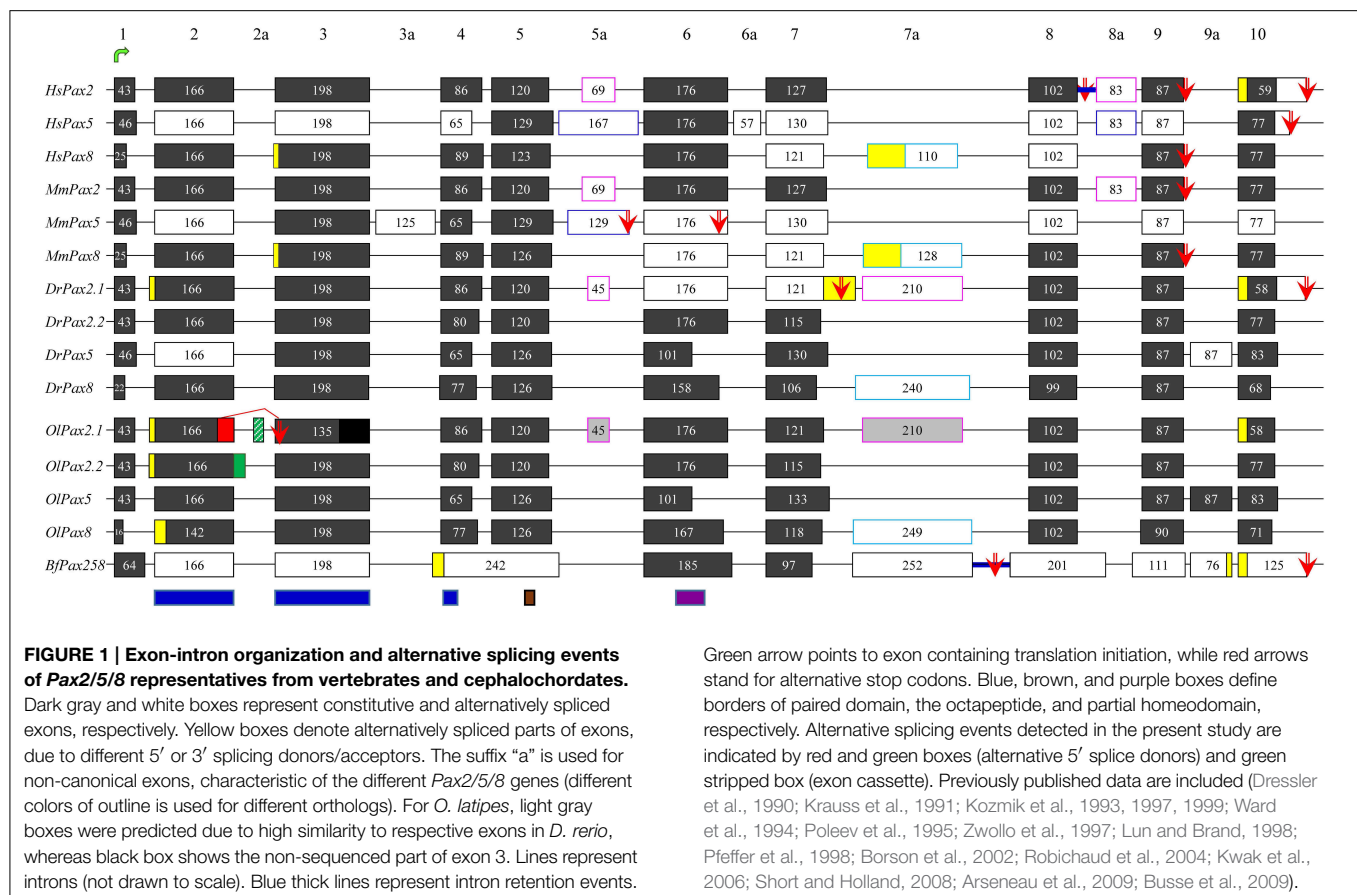 1 2 2a 3 3a 4 5 5a 6 6a 7 7a 8 8a 9 9a 10
HsPax2 43 166 198 86 120 69 176 127 102 83 87 59
HsPax5 46 166 198 65 129 167 176 57 130 102 83 87 77
HsPax8 25 166 198 89 123 176 121 110 102 87 77
MmPax2 43 166 198 86 120 69 176 127 102 83 87 77
MmPax5 46 166 198 125 65 129 129 176 130 102 87 77
MmPax8 25 166 198 89 126 176 121 128 102 87 77
DrPax2.1 43 166 198 86 120 45 176 121 210 102 87 58
DrPax2.2 43 166 198 80 120 176 115 102 87 77
DrPax5 46 166 198 65 126 101 130 102 87 87 83
DrPax8 22 166 198 77 126 158 106 240 99 87 68
OlPax2.1 43 166 135 86 120 45 176 121 210 102 87 58
OlPax2.2 43 166 198 80 120 176 115 102 87 77
OlPax5 43 166 198 65 126 101 133 102 87 87 83
OlPax8 16 142 198 77 126 167 118 249 102 90 71
BfPax258 64 166 198 242 185 97 252 201 111 76 125
FIGURE 1 | Exon-intron organization and alternative splicing events
of Pax2/5/8 representatives from vertebrates and cephalochordates.
Dark gray and white boxes represent constitutive and alternatively spliced
exons, respectively. Yellow boxes denote alternatively spliced parts of exons,
due to different 5′ or 3′ splicing donors/acceptors. The suffix “a” is used for
non-canonical exons, characteristic of the different Pax2/5/8 genes (different
colors of outline is used for different orthologs). For O. latipes, light gray
boxes were predicted due to high similarity to respective exons in D. rerio,
whereas black box shows the non-sequenced part of exon 3. Lines represent
introns (not drawn to scale). Blue thick lines represent intron retention events.
Green arrow points to exon containing translation initiation, while red arrows
stand for alternative stop codons. Blue, brown, and purple boxes define
borders of paired domain, the octapeptide, and partial homeodomain,
respectively. Alternative splicing events detected in the present study are
indicated by red and green boxes (alternative 5′ splice donors) and green
stripped box (exon cassette). Previously published data are included (Dressler
et al., 1990; Krauss et al., 1991; Kozmik et al., 1993, 1997, 1999; Ward
et al., 1994; Poleev et al., 1995; Zwollo et al., 1997; Lun and Brand, 1998;
Pfeffer et al., 1998; Borson et al., 2002; Robichaud et al., 2004; Kwak et al.,
2006; Short and Holland, 2008; Arseneau et al., 2009; Busse et al., 2009).